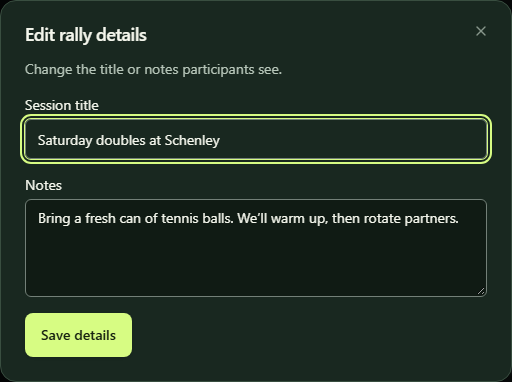 Edit rally details
Change the title or notes participants see.
Session title
Saturday doubles at Schenley
Notes
Bring a fresh can of tennis balls. We’ll warm up, then rotate partners.
Save details